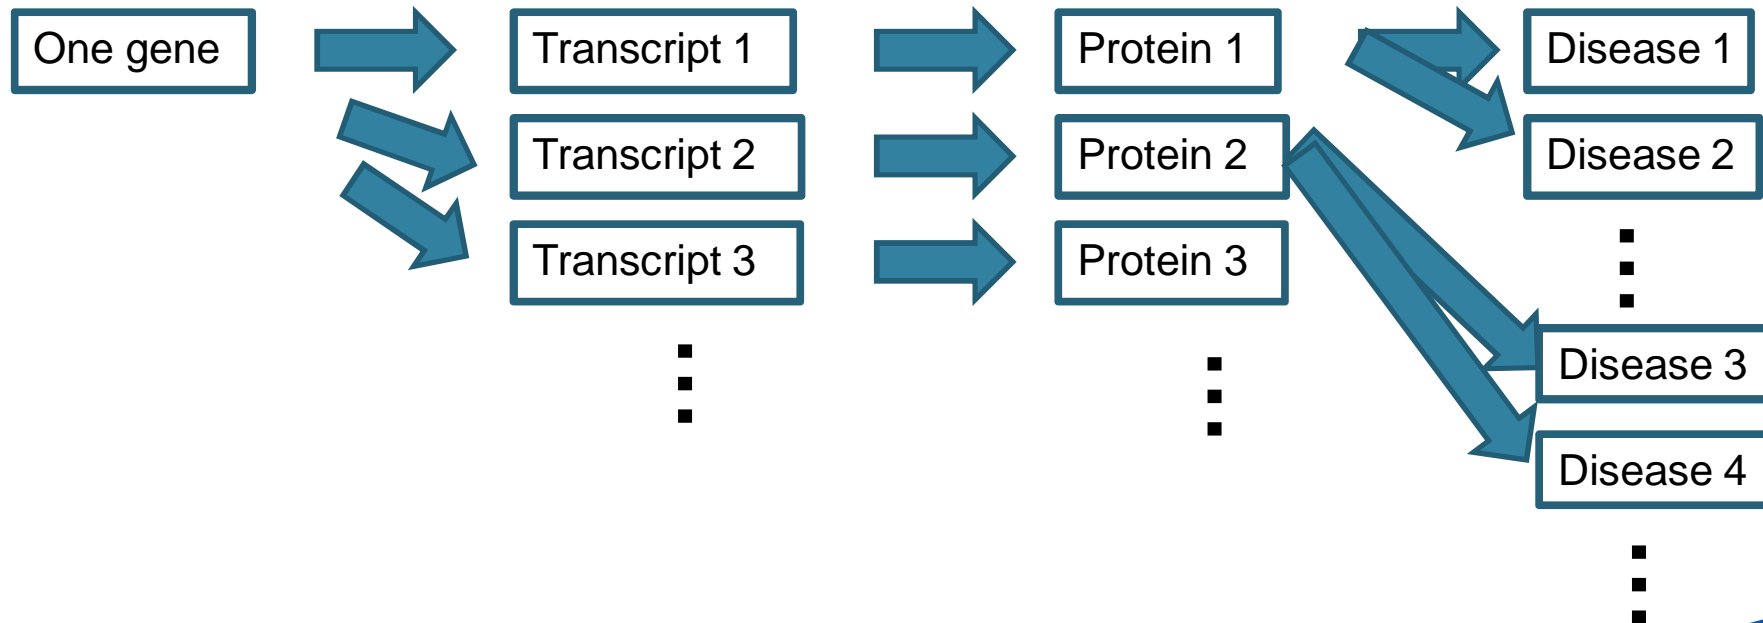 One gene
Transcript 1
Protein 1
Disease 1
Transcript 2
Protein 2
Disease 2
Transcript 3
Protein 3
Disease 3
Disease 4